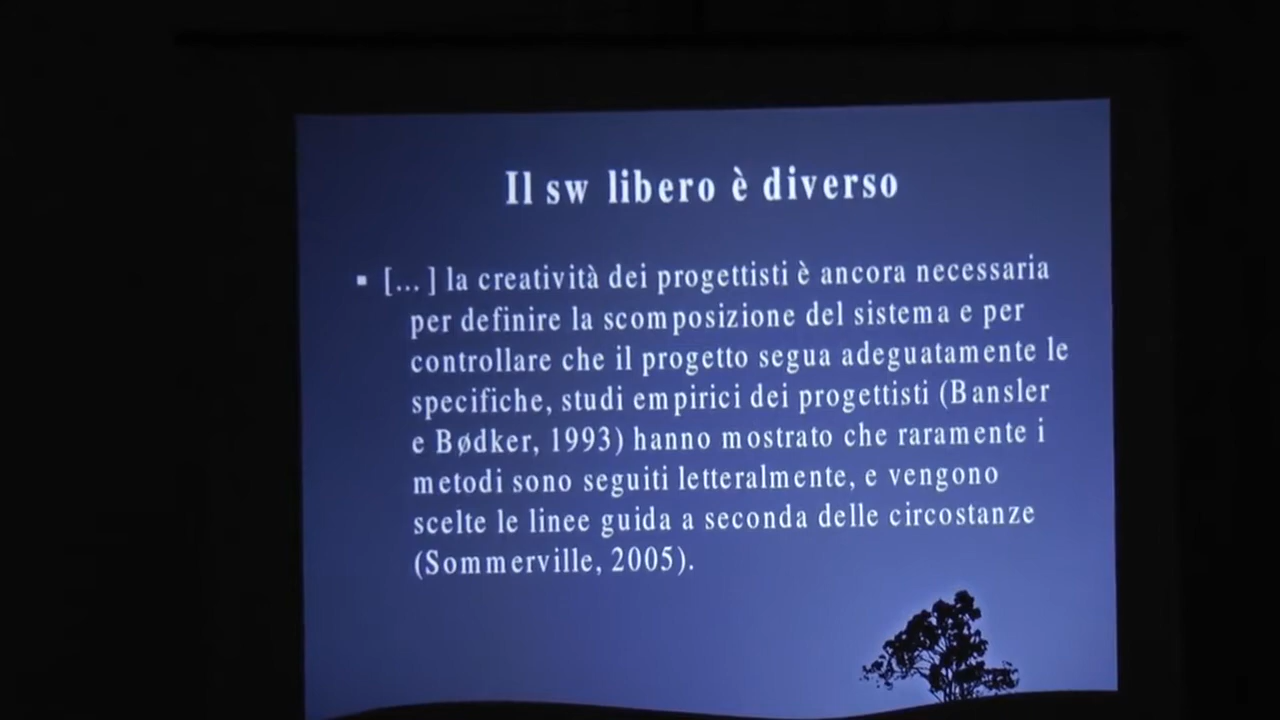 Il sw libero è diverso
▪ [...] la creatività dei progettisti è ancora necessaria
per definire la scomposizione del sistema e per
controllare che il progetto segua adeguatamente le
specifiche, studi empirici dei progettisti (Bansler
e Bødker, 1993) hanno mostrato che raramente i
metodi sono seguiti letteralmente, e vengono
scelte le linee guida a seconda delle circostanze
(Sommerville, 2005).